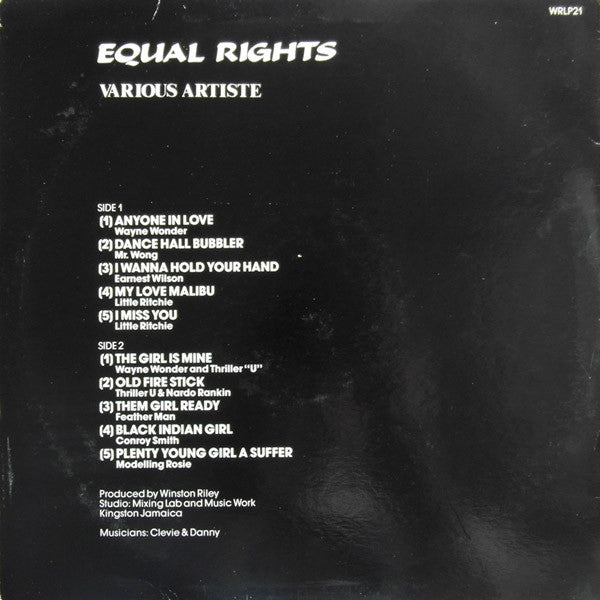 WRLP21
EQUAL RIGHTS
VARIOUS ARTISTE
SIDE 1
(1) ANYONE IN LOVE
Wayne Wonder
(2) DANCE HALL BUBBLER
Mr. Wong
(3) I WANNA HOLD YOUR HAND
Earnest Wilson
(4) MY LOVE MALIBU
Little Ritchie
(5) I MISS YOU
Little Ritchie
SIDE 2
(1) THE GIRL IS MINE
Wayne Wonder and Thriller "U"
(2) OLD FIRE STICK
Thriller U & Nardo Rankin
(3) THEM GIRL READY
Feather Man
(4) BLACK INDIAN GIRL
Conroy Smith
(5) PLENTY YOUNG GIRL A SUFFER
Modelling Rosie
Produced by Winston Riley
Studio: Mixing Lab and Music Work
Kingston Jamaica
Musicians: Clevie & Danny